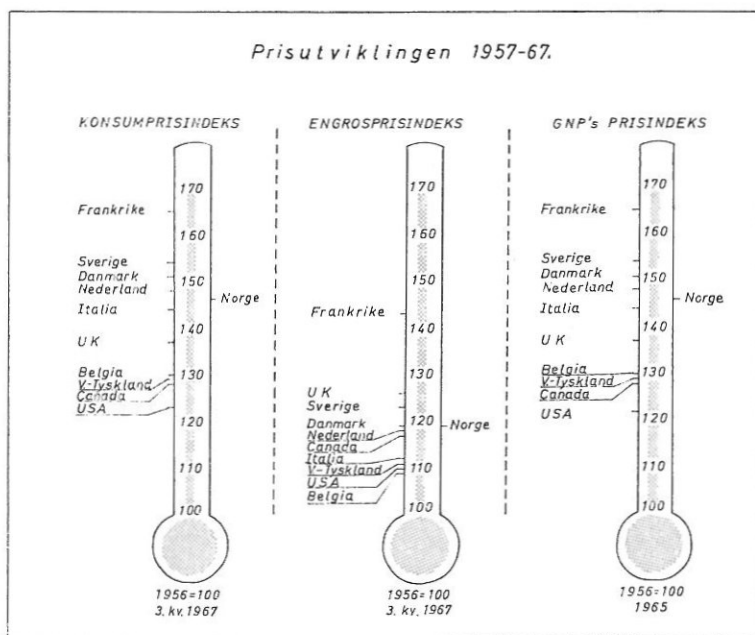 Prisutviklingen 1957-67.
KONSUMPRISINDEKS
170
Frankrike
160
Sverige
Danmark
150
Nederland
Norge
Italia
140
UK
Belgia
130
V-Tyskland
Canada
USA
120
110
100
1956=100
3. kv. 1967
ENGROSPRISINDEKS
170
160
150
Frankrike
140
130
UK
Sverige
Danmark
120
Norge
Nederland
Canada
Italia
V-Tyskland
110
USA
Belgia
100
1956=100
3. kv. 1967
GNP's PRISINDEKS
170
Frankrike
160
Sverige
Danmark
150
Nederland
Norge
Italia
140
UK
Belgia
130
V-Tyskland
Canada
USA
120
110
100
1956=100
1965